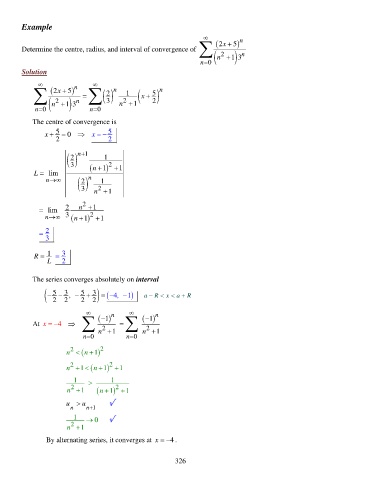 Example
Determine the centre, radius, and interval of convergence of $\sum_{n=0}^{\infty} \frac{(2x+5)^n}{(n^2+1)3^n}$
Solution
$\sum_{n=0}^{\infty} \frac{(2x+5)^n}{(n^2+1)3^n} = \sum_{n=0}^{\infty} \left(\frac{2}{3}\right)^n \frac{1}{n^2+1} \left(x+\frac{5}{2}\right)^n$
The centre of convergence is
$x+\frac{5}{2}=0 \Rightarrow x=-\frac{5}{2}$
$L = \lim_{n\to\infty} \left| \frac{\left(\frac{2}{3}\right)^{n+1} \frac{1}{(n+1)^2+1}}{\left(\frac{2}{3}\right)^n \frac{1}{n^2+1}} \right|$
$= \lim_{n\to\infty} \frac{2}{3} \frac{n^2+1}{(n+1)^2+1}$
$= \frac{2}{3}$
$R = \frac{1}{L} = \frac{3}{2}$
The series converges absolutely on interval
$\left(-\frac{5}{2}-\frac{3}{2}, -\frac{5}{2}+\frac{3}{2}\right) = (-4, -1)$ $a-R<x<a+R$
At $x=-4 \Rightarrow \sum_{n=0}^{\infty} \frac{(-1)^n}{n^2+1} = \sum_{n=0}^{\infty} \frac{(-1)^n}{n^2+1}$
$n^2 < (n+1)^2$
$n^2+1 < (n+1)^2+1$
$\frac{1}{n^2+1} > \frac{1}{(n+1)^2+1}$
$u_n > u_{n+1}$ ✓
$\frac{1}{n^2+1} \to 0$ ✓
By alternating series, it converges at $x=-4$.
326